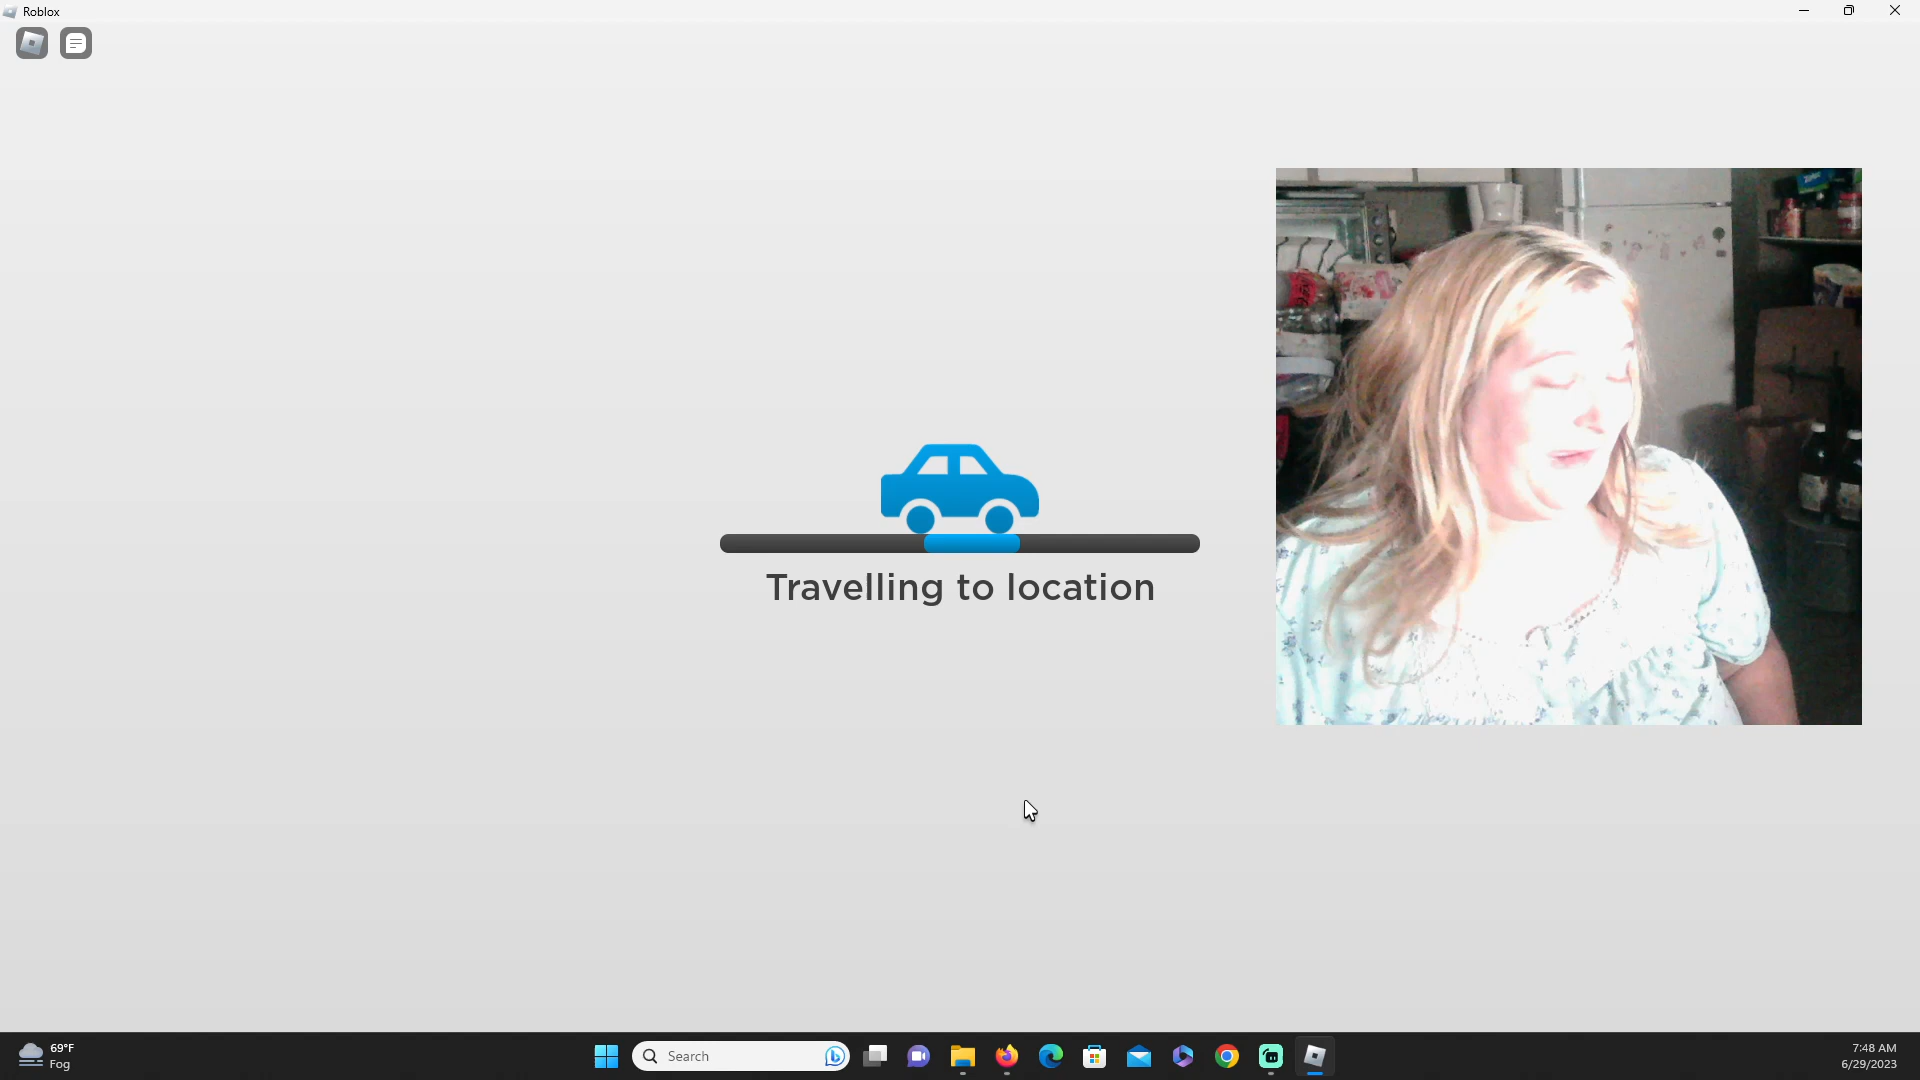 Roblox
Travelling to location
69°F
Fog
Search
7:48 AM
6/29/2023